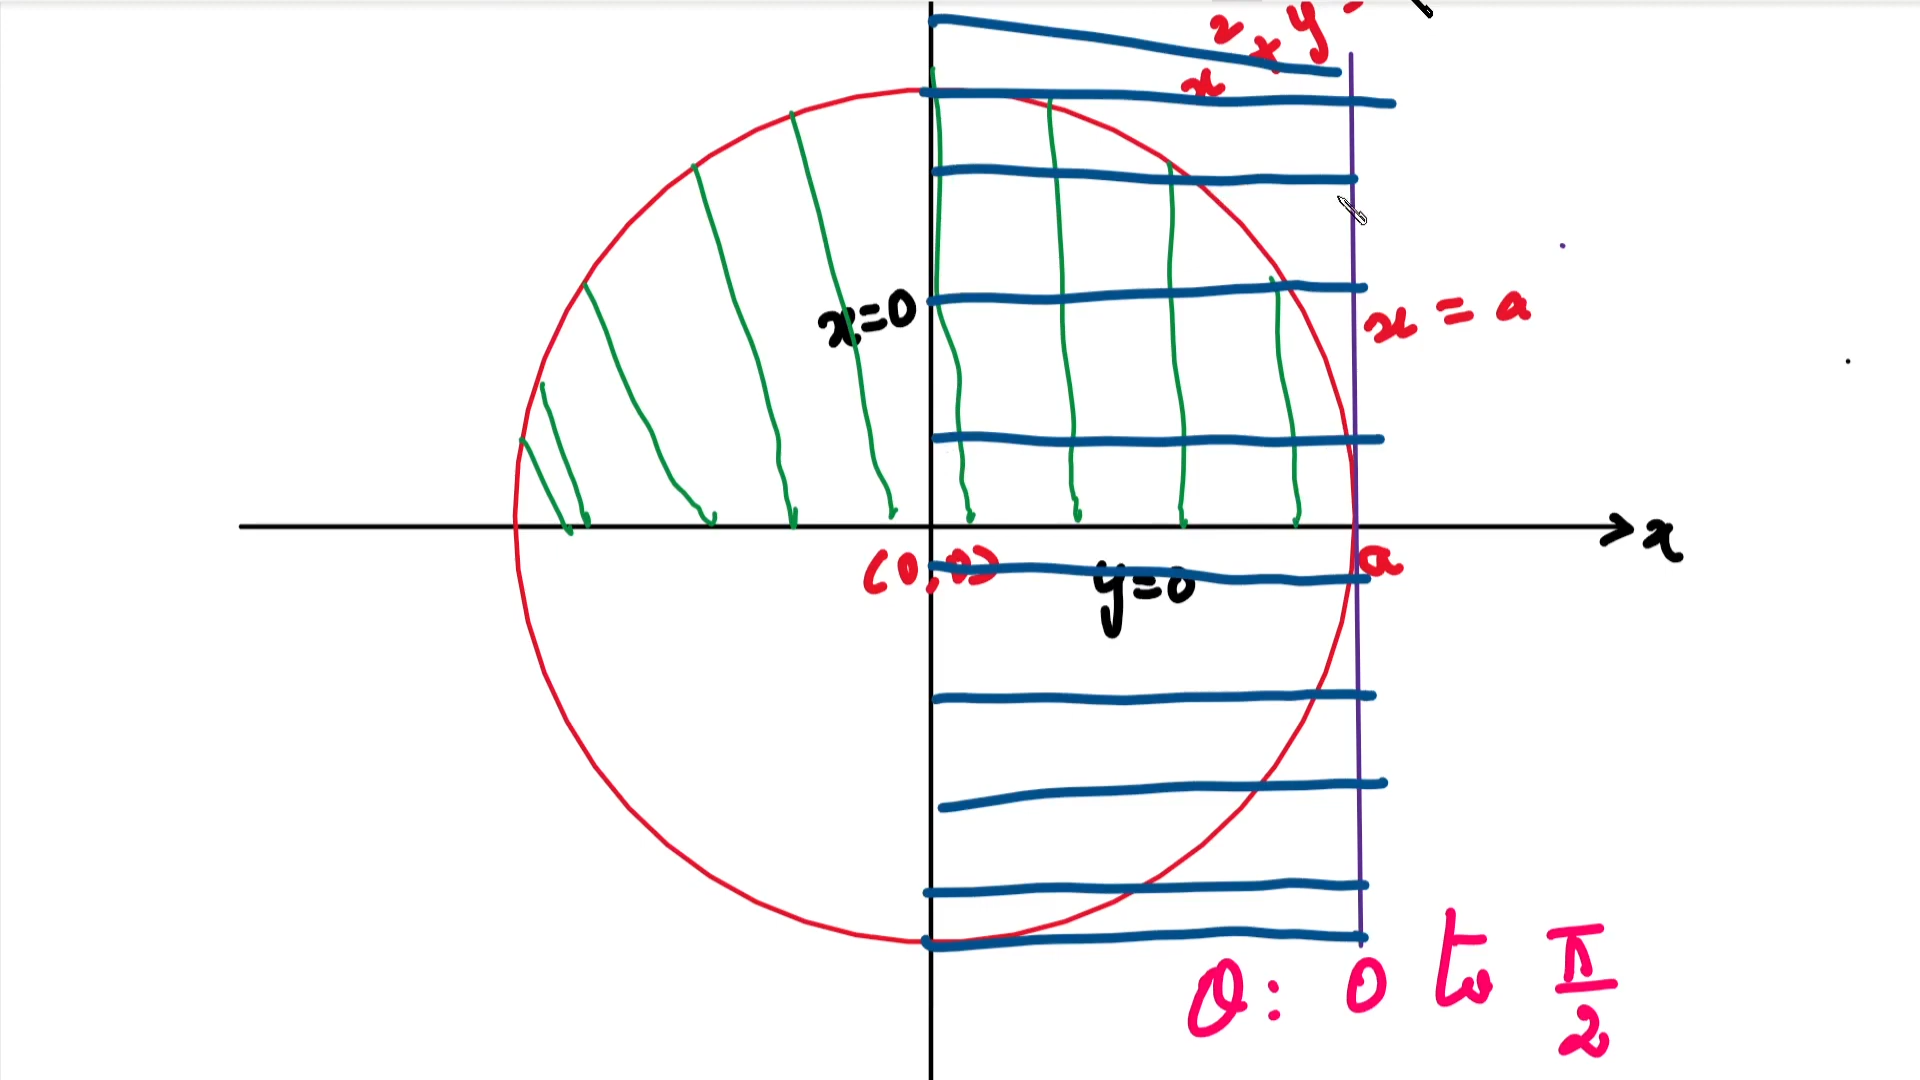 x=0
x = a
x
(0,0)
y=0
a
θ: 0 to π/2